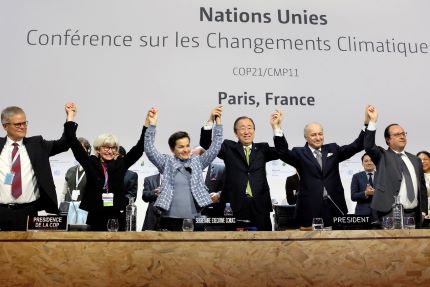 Nations Unies
Conférence sur les Changements Climatique
COP21/CMP11
Paris, France
PRESIDENCE
DE LA COP
PRESIDENT